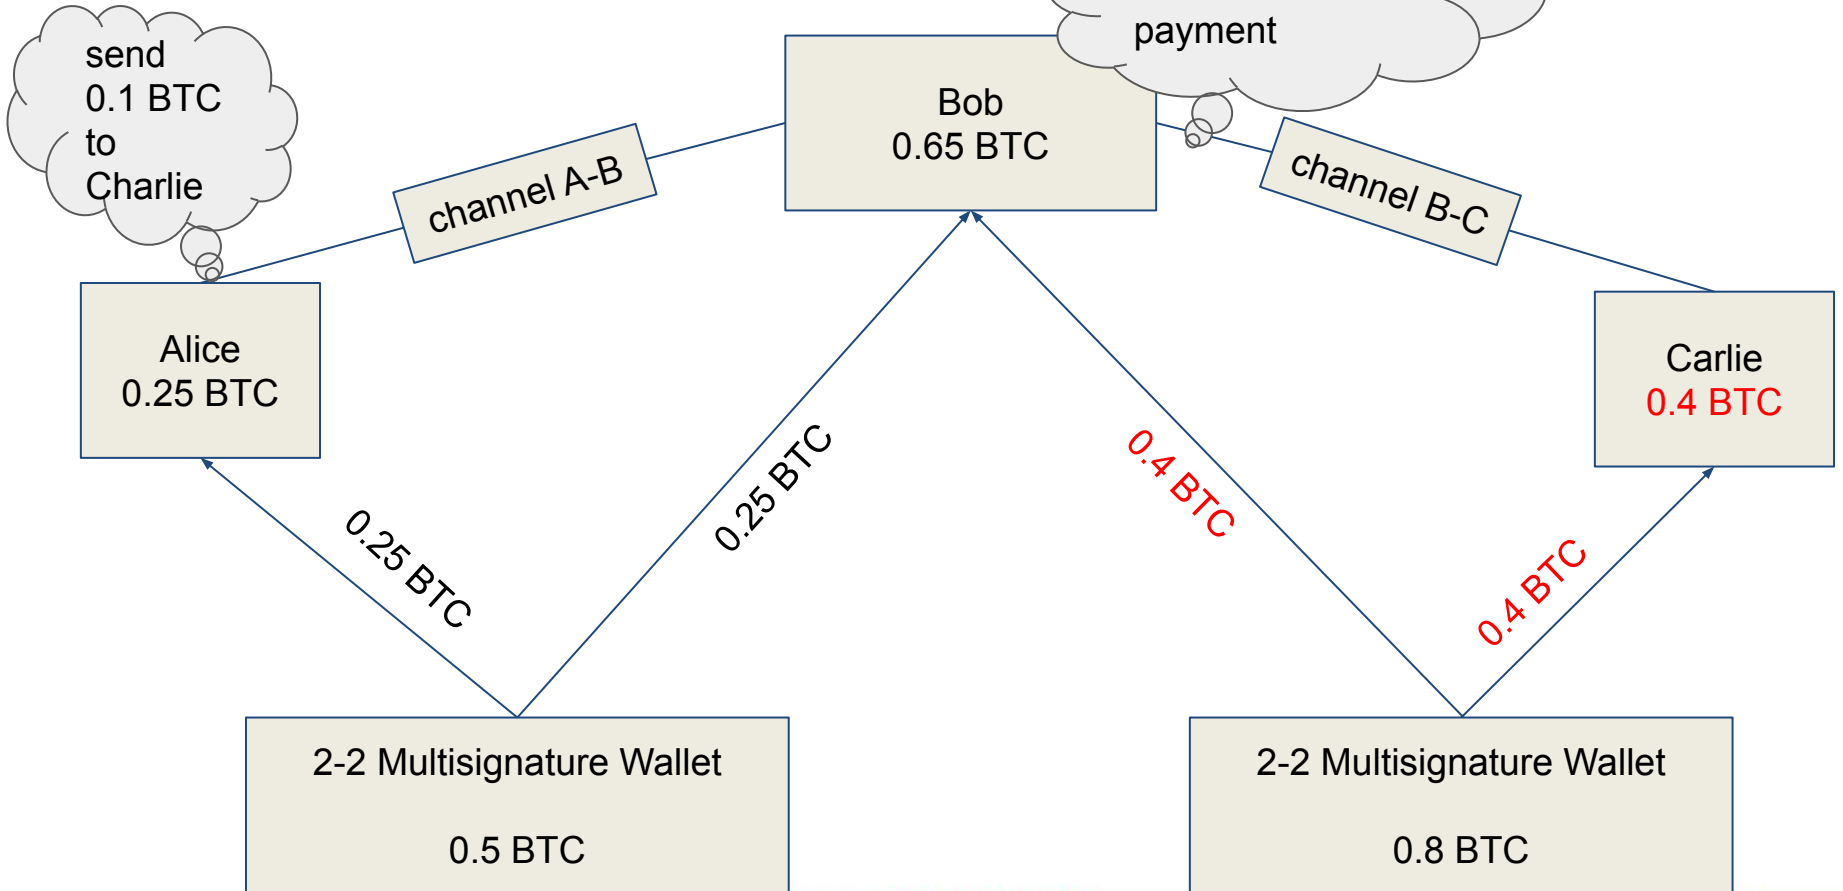 send
0.1 BTC
to
Charlie
payment
Bob
0.65 BTC
channel A-B
channel B-C
Alice
0.25 BTC
Carlie
0.4 BTC
0.25 BTC
0.25 BTC
0.4 BTC
0.4 BTC
2-2 Multisignature Wallet
0.5 BTC
2-2 Multisignature Wallet
0.8 BTC